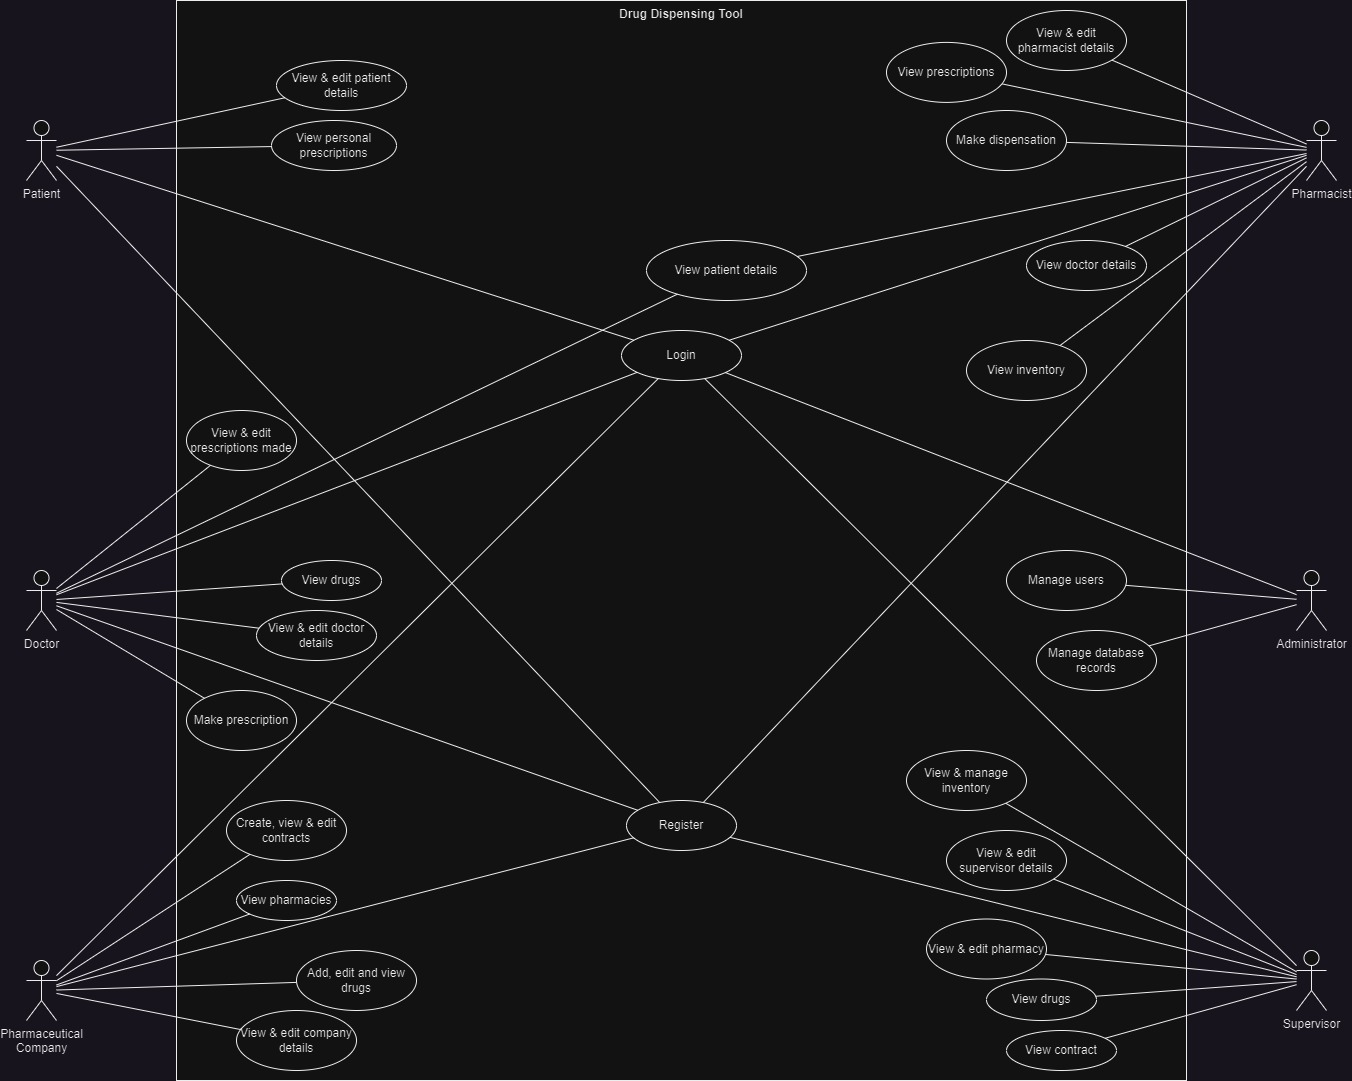 Drug Dispensing Tool
View & edit
pharmacist details
View prescriptions
View & edit patient
details
Make dispensation
View personal
prescriptions
Patient
Pharmacist
View patient details
View doctor details
Login
View inventory
View & edit
prescriptions made
View drugs
Manage users
View & edit doctor
details
Doctor
Administrator
Manage database
records
Make prescription
View & manage
inventory
Create, view & edit
contracts
Register
View & edit
supervisor details
View pharmacies
View & edit pharmacy
Add, edit and view
drugs
View drugs
Supervisor
Pharmaceutical
Company
View & edit company
details
View contract